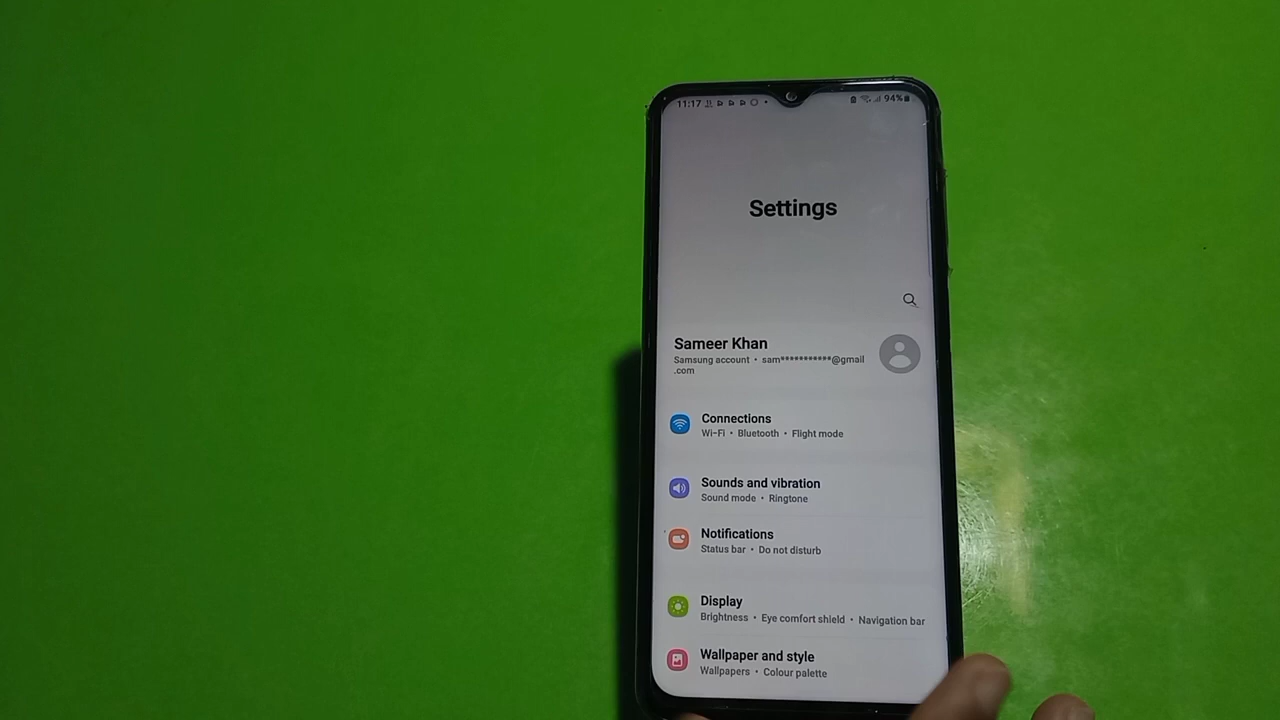 11:17
94%
Settings
Sameer Khan
Samsung account • sam***********@gmail
.com
Connections
Wi-Fi • Bluetooth • Flight mode
Sounds and vibration
Sound mode • Ringtone
Notifications
Status bar • Do not disturb
Display
Brightness • Eye comfort shield • Navigation bar
Wallpaper and style
Wallpapers • Colour palette